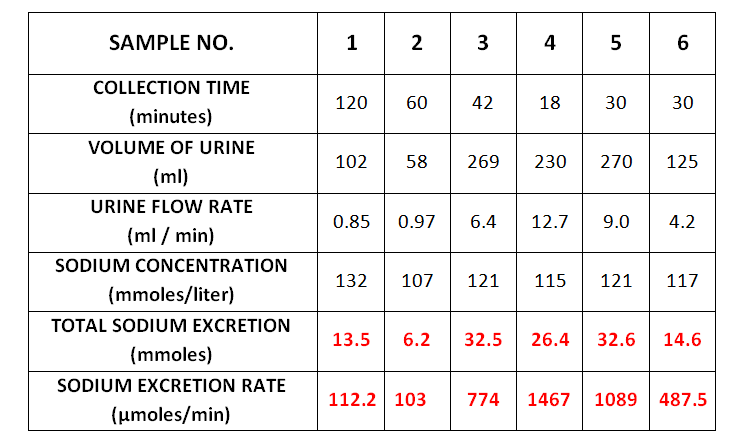 SAMPLE NO. 1 2 3 4 5 6
COLLECTION TIME
(minutes) 120 60 42 18 30 30
VOLUME OF URINE
(ml) 102 58 269 230 270 125
URINE FLOW RATE
(ml / min) 0.85 0.97 6.4 12.7 9.0 4.2
SODIUM CONCENTRATION
(mmoles/liter) 132 107 121 115 121 117
TOTAL SODIUM EXCRETION
(mmoles) 13.5 6.2 32.5 26.4 32.6 14.6
SODIUM EXCRETION RATE
(µmoles/min) 112.2 103 774 1467 1089 487.5